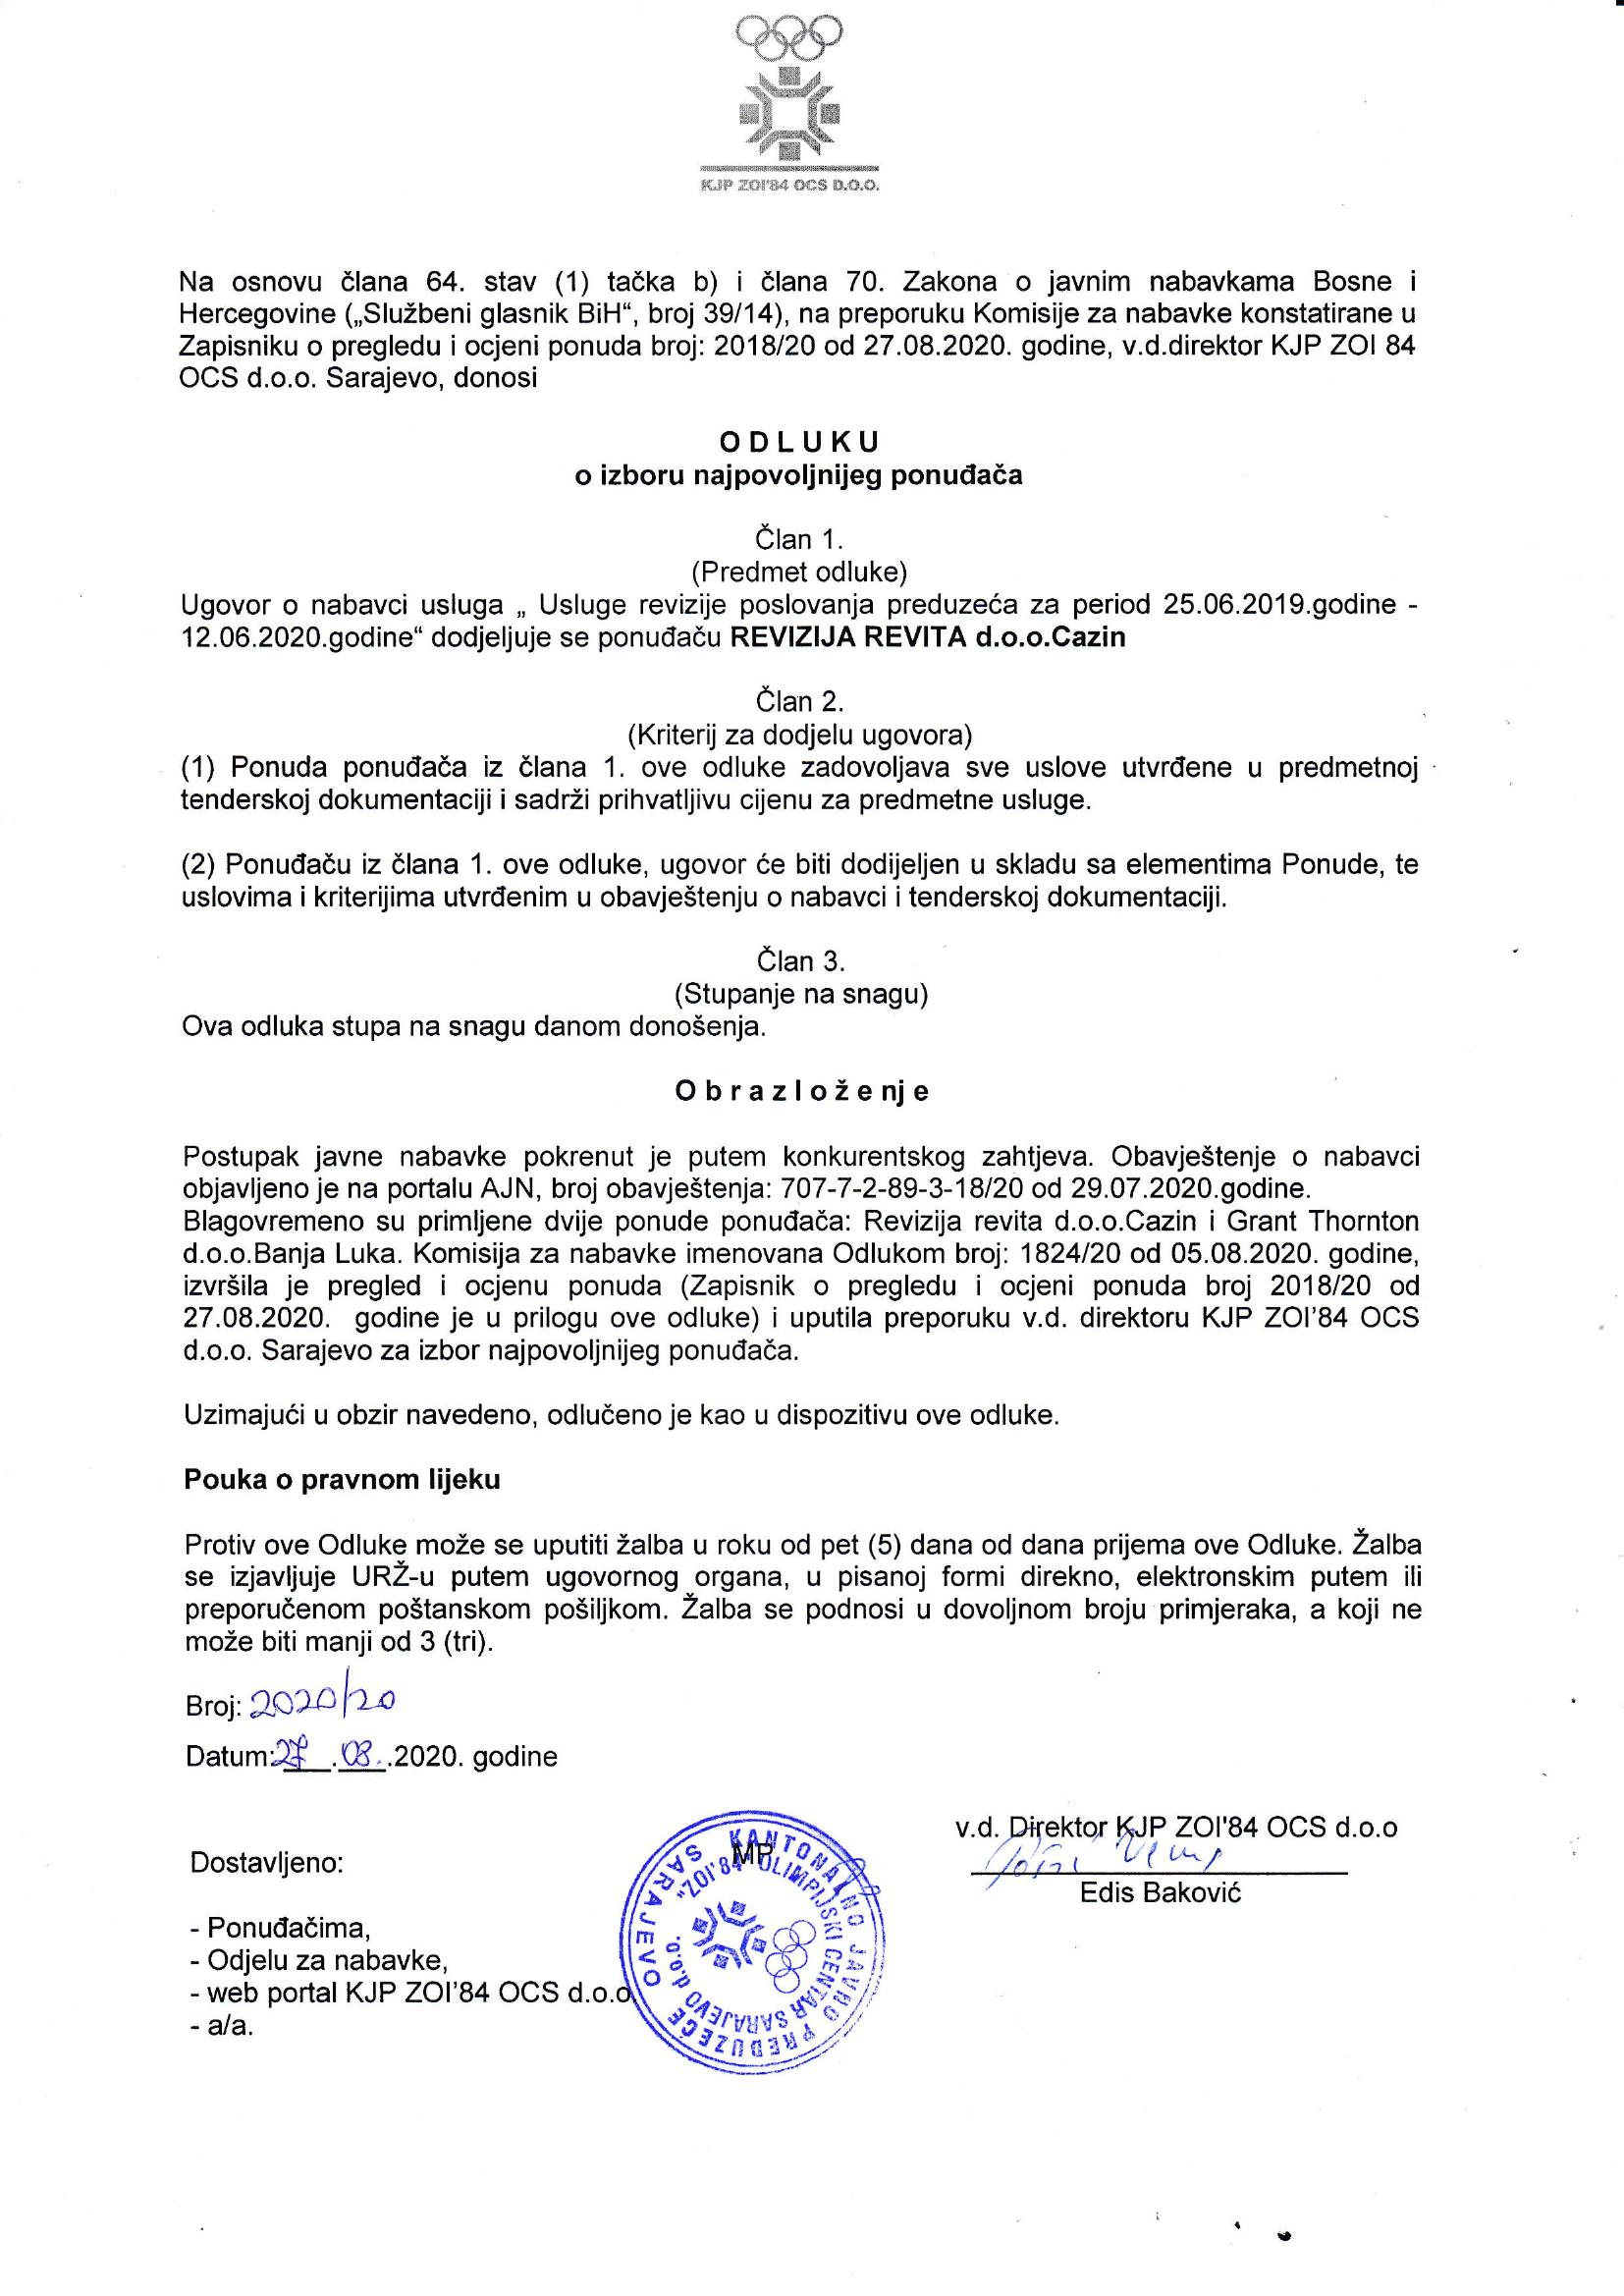 KJP ZOI'84 OCS D.O.O.
Na osnovu člana 64. stav (1) tačka b) i člana 70. Zakona o javnim nabavkama Bosne i
Hercegovine („Službeni glasnik BiH“, broj 39/14), na preporuku Komisije za nabavke konstatirane u
Zapisniku o pregledu i ocjeni ponuda broj: 2018/20 od 27.08.2020. godine, v.d.direktor KJP ZOI 84
OCS d.o.o. Sarajevo, donosi
O D L U K U
o izboru najpovoljnijeg ponuđača
Član 1.
(Predmet odluke)
Ugovor o nabavci usluga „ Usluge revizije poslovanja preduzeća za period 25.06.2019.godine -
12.06.2020.godine“ dodjeljuje se ponuđaču REVIZIJA REVITA d.o.o.Cazin
Član 2.
(Kriterij za dodjelu ugovora)
(1) Ponuda ponuđača iz člana 1. ove odluke zadovoljava sve uslove utvrđene u predmetnoj
tenderskoj dokumentaciji i sadrži prihvatljivu cijenu za predmetne usluge.
(2) Ponuđaču iz člana 1. ove odluke, ugovor će biti dodijeljen u skladu sa elementima Ponude, te
uslovima i kriterijima utvrđenim u obavještenju o nabavci i tenderskoj dokumentaciji.
Član 3.
(Stupanje na snagu)
Ova odluka stupa na snagu danom donošenja.
O b r a z l o ž e nj e
Postupak javne nabavke pokrenut je putem konkurentskog zahtjeva. Obavještenje o nabavci
objavljeno je na portalu AJN, broj obavještenja: 707-7-2-89-3-18/20 od 29.07.2020.godine.
Blagovremeno su primljene dvije ponude ponuđača: Revizija revita d.o.o.Cazin i Grant Thornton
d.o.o.Banja Luka. Komisija za nabavke imenovana Odlukom broj: 1824/20 od 05.08.2020. godine,
izvršila je pregled i ocjenu ponuda (Zapisnik o pregledu i ocjeni ponuda broj 2018/20 od
27.08.2020. godine je u prilogu ove odluke) i uputila preporuku v.d. direktoru KJP ZOI’84 OCS
d.o.o. Sarajevo za izbor najpovoljnijeg ponuđača.
Uzimajući u obzir navedeno, odlučeno je kao u dispozitivu ove odluke.
Pouka o pravnom lijeku
Protiv ove Odluke može se uputiti žalba u roku od pet (5) dana od dana prijema ove Odluke. Žalba
se izjavljuje URŽ-u putem ugovornog organa, u pisanoj formi direkno, elektronskim putem ili
preporučenom poštanskom pošiljkom. Žalba se podnosi u dovoljnom broju primjeraka, a koji ne
može biti manji od 3 (tri).
Broj: 2020/20
Datum: 27.08.2020. godine
v.d. Direktor KJP ZOI'84 OCS d.o.o
Edis Baković
Dostavljeno:
- Ponuđačima,
- Odjelu za nabavke,
- web portal KJP ZOI’84 OCS d.o.o
- a/a.
MP
KANTONALNO JAVNO PREDUZEĆE SARAJEVO
"ZOI'84" OLIMPIJSKI CENTAR SARAJEVO d.o.o.